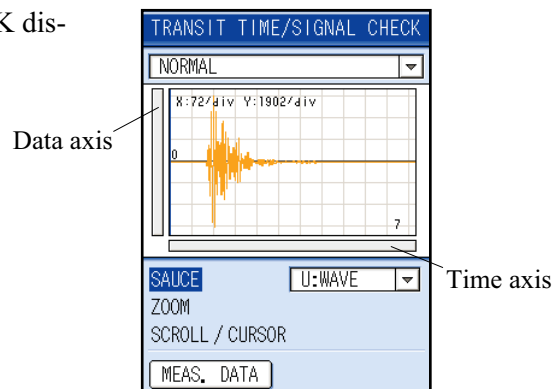 K dis-
TRANSIT TIME/SIGNAL CHECK
NORMAL
X:72/div Y:1902/div
Data axis
0
7
Time axis
SAUCE U:WAVE
ZOOM
SCROLL / CURSOR
MEAS. DATA